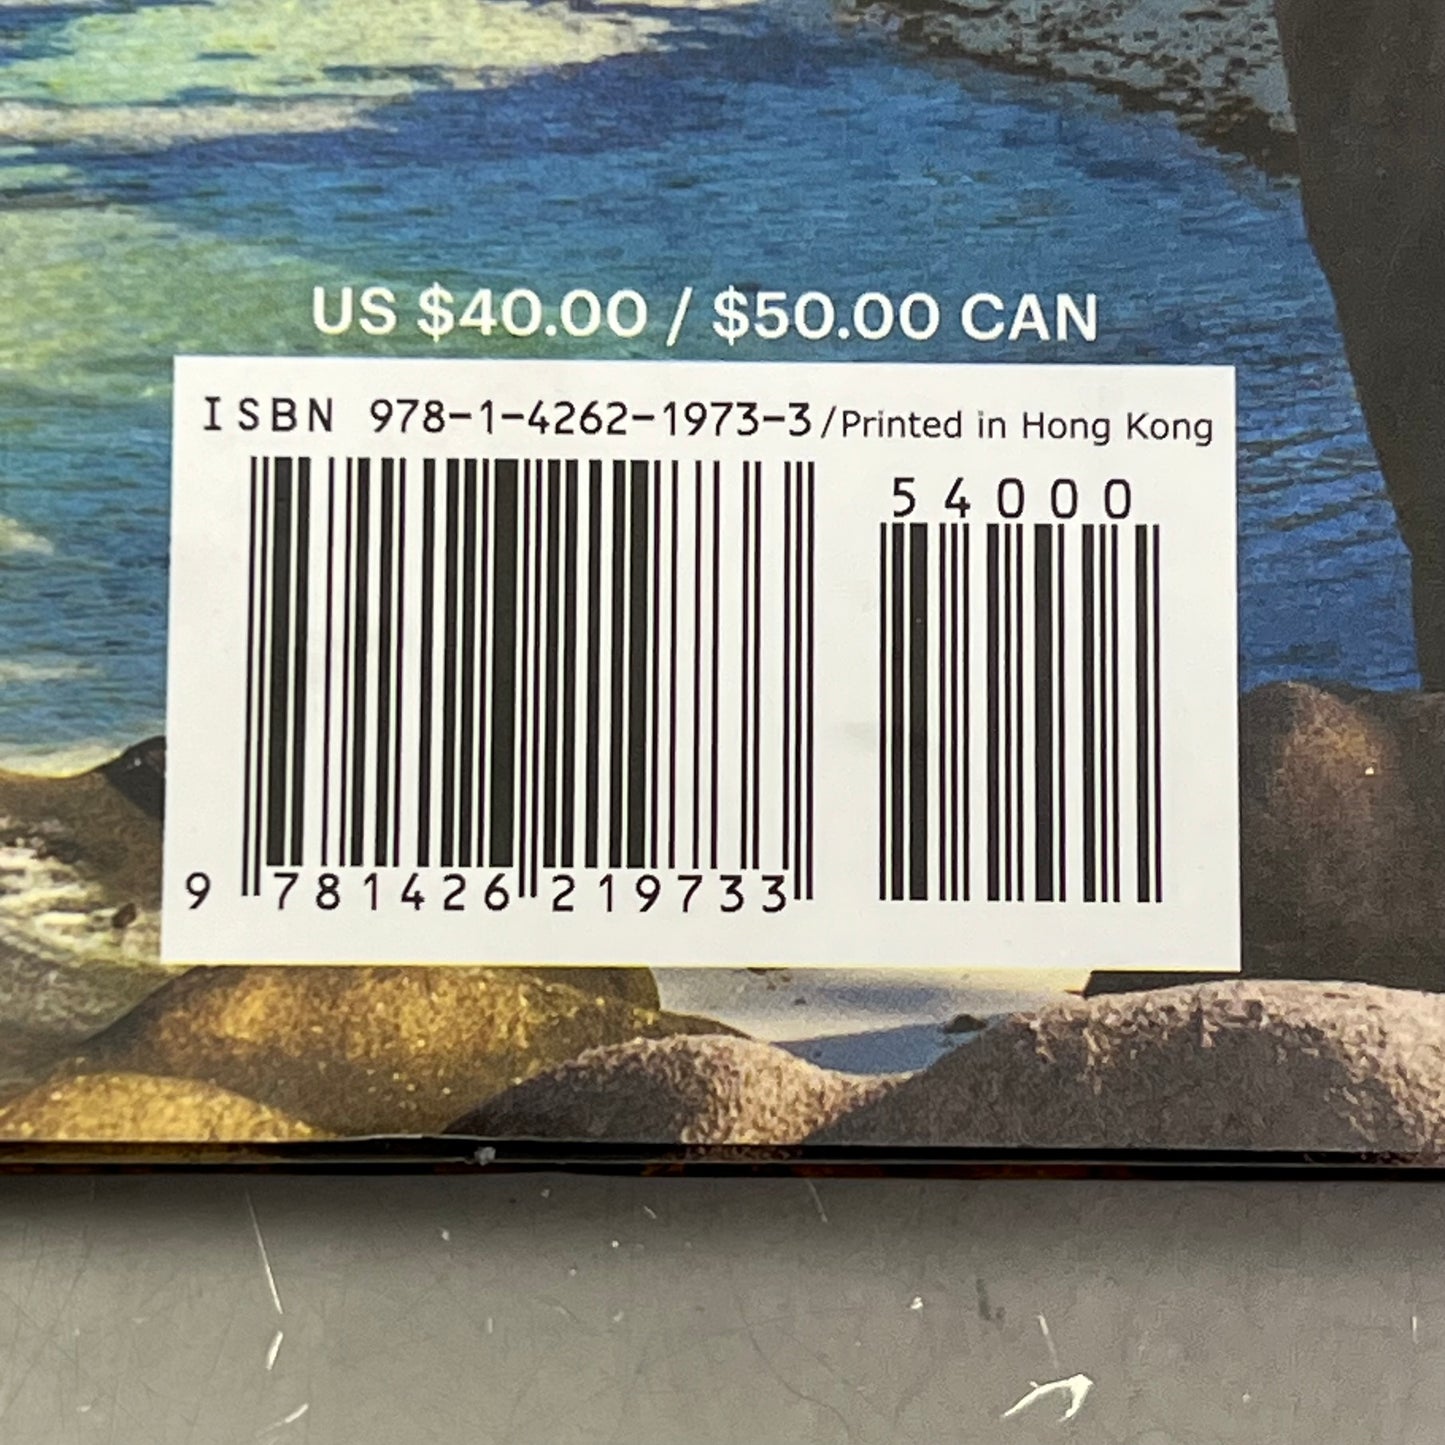 US $40.00 / $50.00 CAN
ISBN 978-1-4262-1973-3/Printed in Hong Kong
54000
9 781426 219733